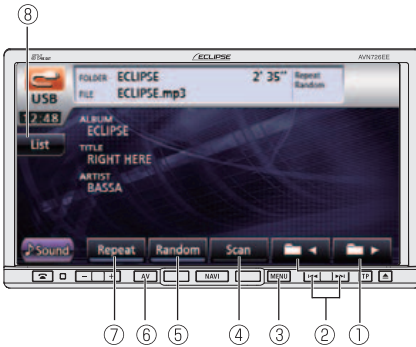 ⑧
ECLIPSE AVN726EE
USB
FOLDER ECLIPSE 2' 35" Repeat
FILE ECLIPSE.mp3 Random
12:48
List
ALBUM
ECLIPSE
TITLE
RIGHT HERE
ARTIST
BASSA
Sound Repeat Random Scan
− + AV NAVI MENU TP
⑦ ⑥ ⑤ ④ ③ ② ①